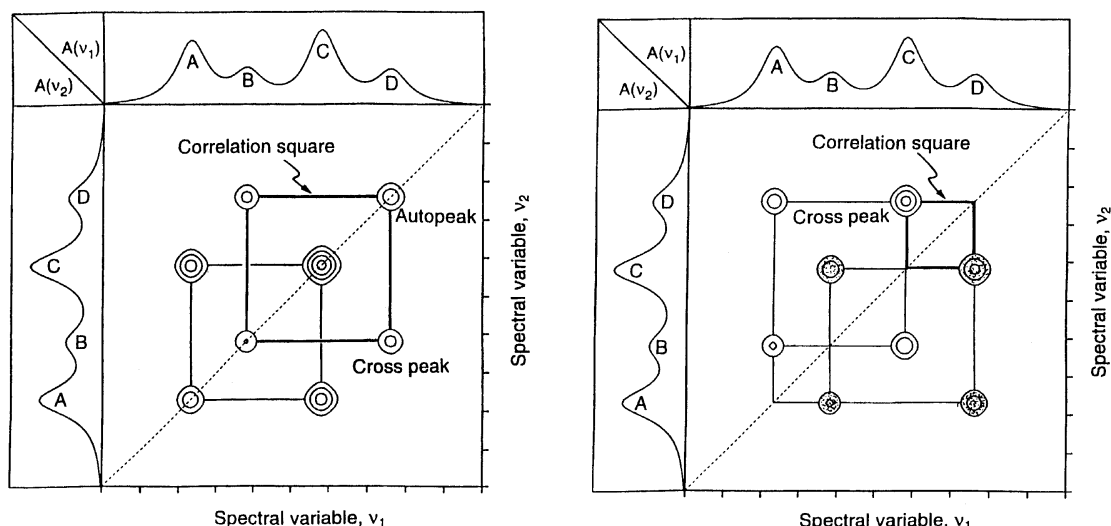 A(ν₁)
A(ν₂)
A
B
C
D
Correlation square
D
C
B
A
Autopeak
Cross peak
Spectral variable, ν₂
Spectral variable, ν₁
A(ν₁)
A(ν₂)
A
B
C
D
Correlation square
D
C
B
A
Cross peak
Spectral variable, ν₂
Spectral variable, ν₁